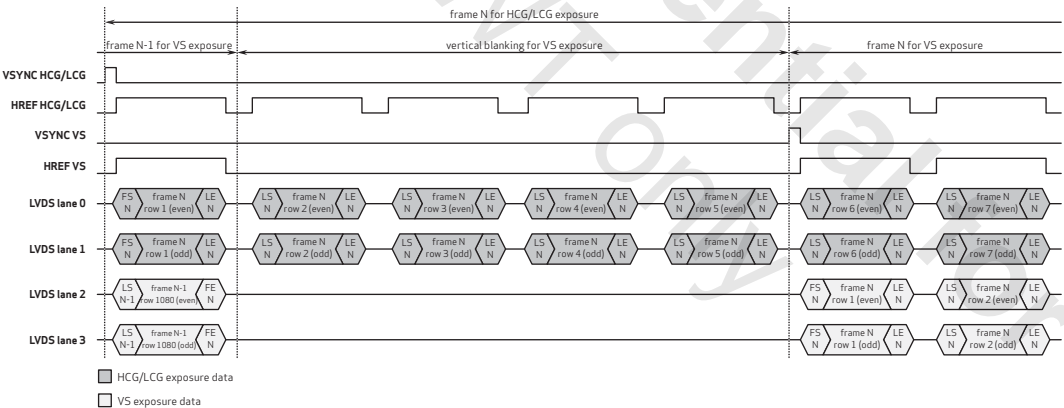 frame N for HCG/LCG exposure
frame N-1 for VS exposure
vertical blanking for VS exposure
frame N for VS exposure
VSYNC HCG/LCG
HREF HCG/LCG
VSYNC VS
HREF VS
LVDS lane 0
FS N
frame N row 1 (even)
LE N
LS N
frame N row 2 (even)
LE N
LS N
frame N row 3 (even)
LE N
LS N
frame N row 4 (even)
LE N
LS N
frame N row 5 (even)
LE N
LS N
frame N row 6 (even)
LE N
LS N
frame N row 7 (even)
LE N
LVDS lane 1
FS N
frame N row 1 (odd)
LE N
LS N
frame N row 2 (odd)
LE N
LS N
frame N row 3 (odd)
LE N
LS N
frame N row 4 (odd)
LE N
LS N
frame N row 5 (odd)
LE N
LS N
frame N row 6 (odd)
LE N
LS N
frame N row 7 (odd)
LE N
LVDS lane 2
LS N-1
frame N-1 row 1080 (even)
FE N
FS N
frame N row 1 (even)
LE N
LS N
frame N row 2 (even)
LE N
LVDS lane 3
LS N-1
frame N-1 row 1080 (odd)
FE N
FS N
frame N row 1 (odd)
LE N
LS N
frame N row 2 (odd)
LE N
HCG/LCG exposure data
VS exposure data
only
for